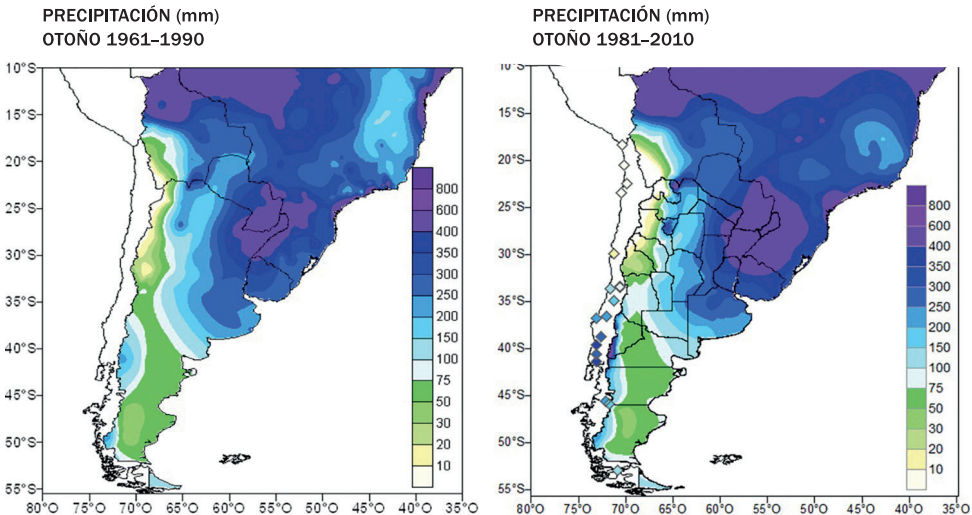 PRECIPITACIÓN (mm)
OTOÑO 1961–1990
10°S
15°S
20°S
25°S
30°S
35°S
40°S
45°S
50°S
55°S
80°O
75°O
70°O
65°O
60°O
55°O
50°O
45°O
40°O
35°O
800
600
400
350
300
200
150
100
75
50
30
20
10
PRECIPITACIÓN (mm)
OTOÑO 1981–2010
10°S
15°S
20°S
25°S
30°S
35°S
40°S
45°S
50°S
55°S
80°O
75°O
70°O
65°O
60°O
55°O
50°O
45°O
40°O
35°O
800
600
400
350
300
250
200
150
100
75
50
30
20
10